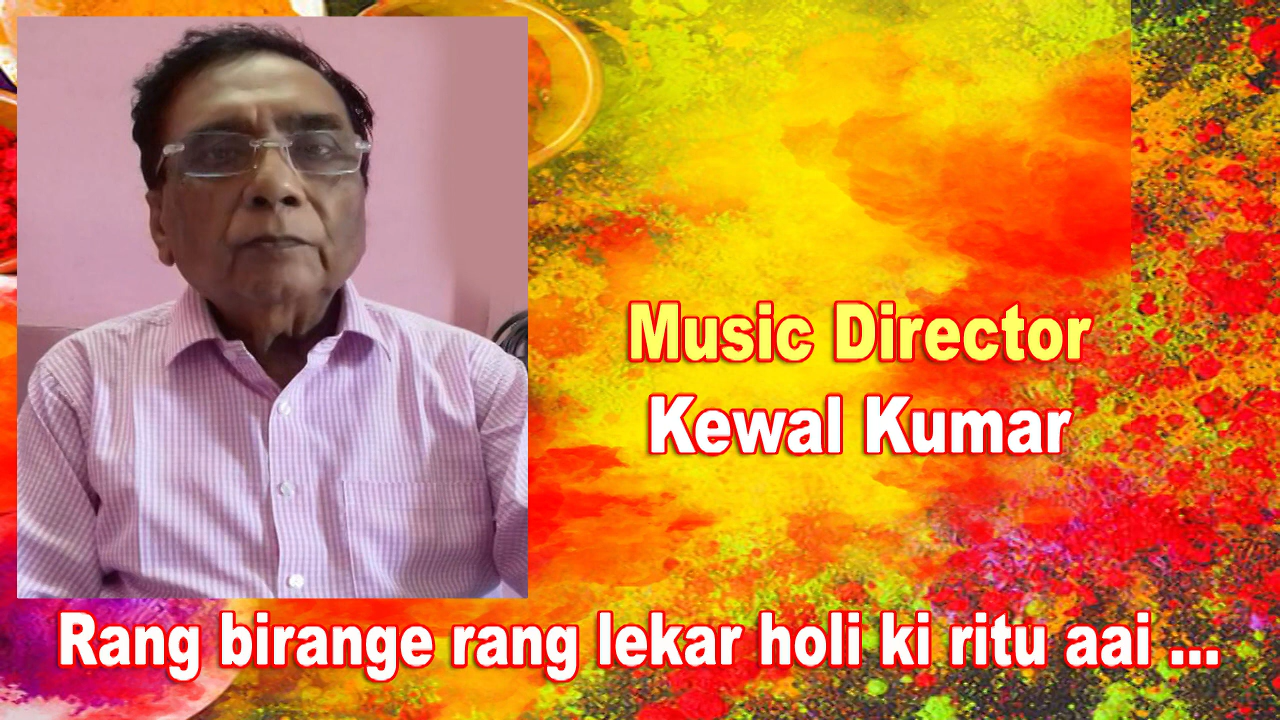 Music Director
Kewal Kumar
Rang birange rang lekar holi ki ritu aai ...